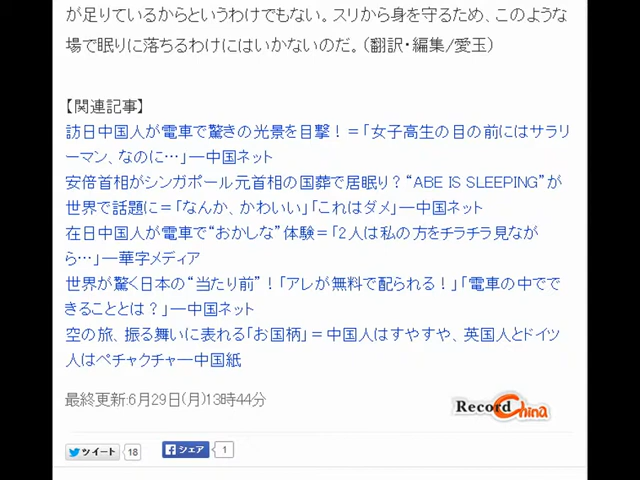 が足りているからというわけでもない。スリから身を守るため、このような
場で眠りに落ちるわけにはいかないのだ。（翻訳・編集/愛玉）
【関連記事】
訪日中国人が電車で驚きの光景を目撃！＝「女子高生の目の前にはサラリ
ーマン、なのに…」―中国ネット
安倍首相がシンガポール元首相の国葬で居眠り？“ABE IS SLEEPING”が
世界で話題に＝「なんか、かわいい」「これはダメ」―中国ネット
在日中国人が電車で“おかしな”体験＝「2人は私の方をチラチラ見なが
ら…」―華字メディア
世界が驚く日本の“当たり前”！「アレが無料で配られる！」「電車の中でで
きることとは？」―中国ネット
空の旅、振る舞いに表れる「お国柄」＝中国人はすやすや、英国人とドイツ
人はペチャクチャ―中国紙
最終更新:6月29日(月)13時44分
Record China
ツイート 18 シェア 1